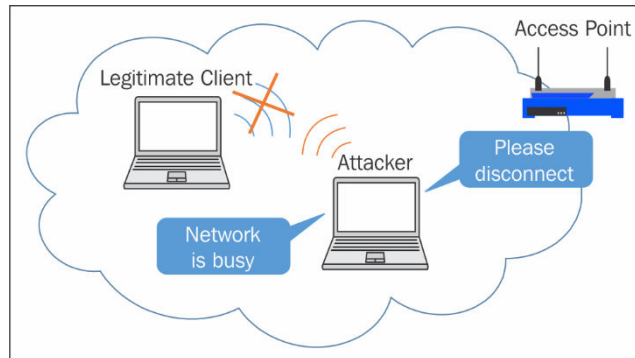 Access Point
Legitimate Client
Attacker
Please
disconnect
Network
is busy